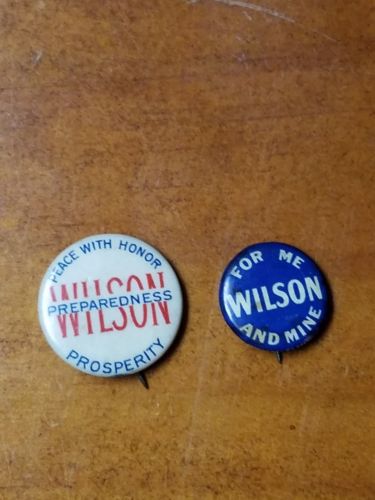 PEACE WITH HONOR
WILSON
PREPAREDNESS
PROSPERITY
FOR ME
WILSON
AND MINE